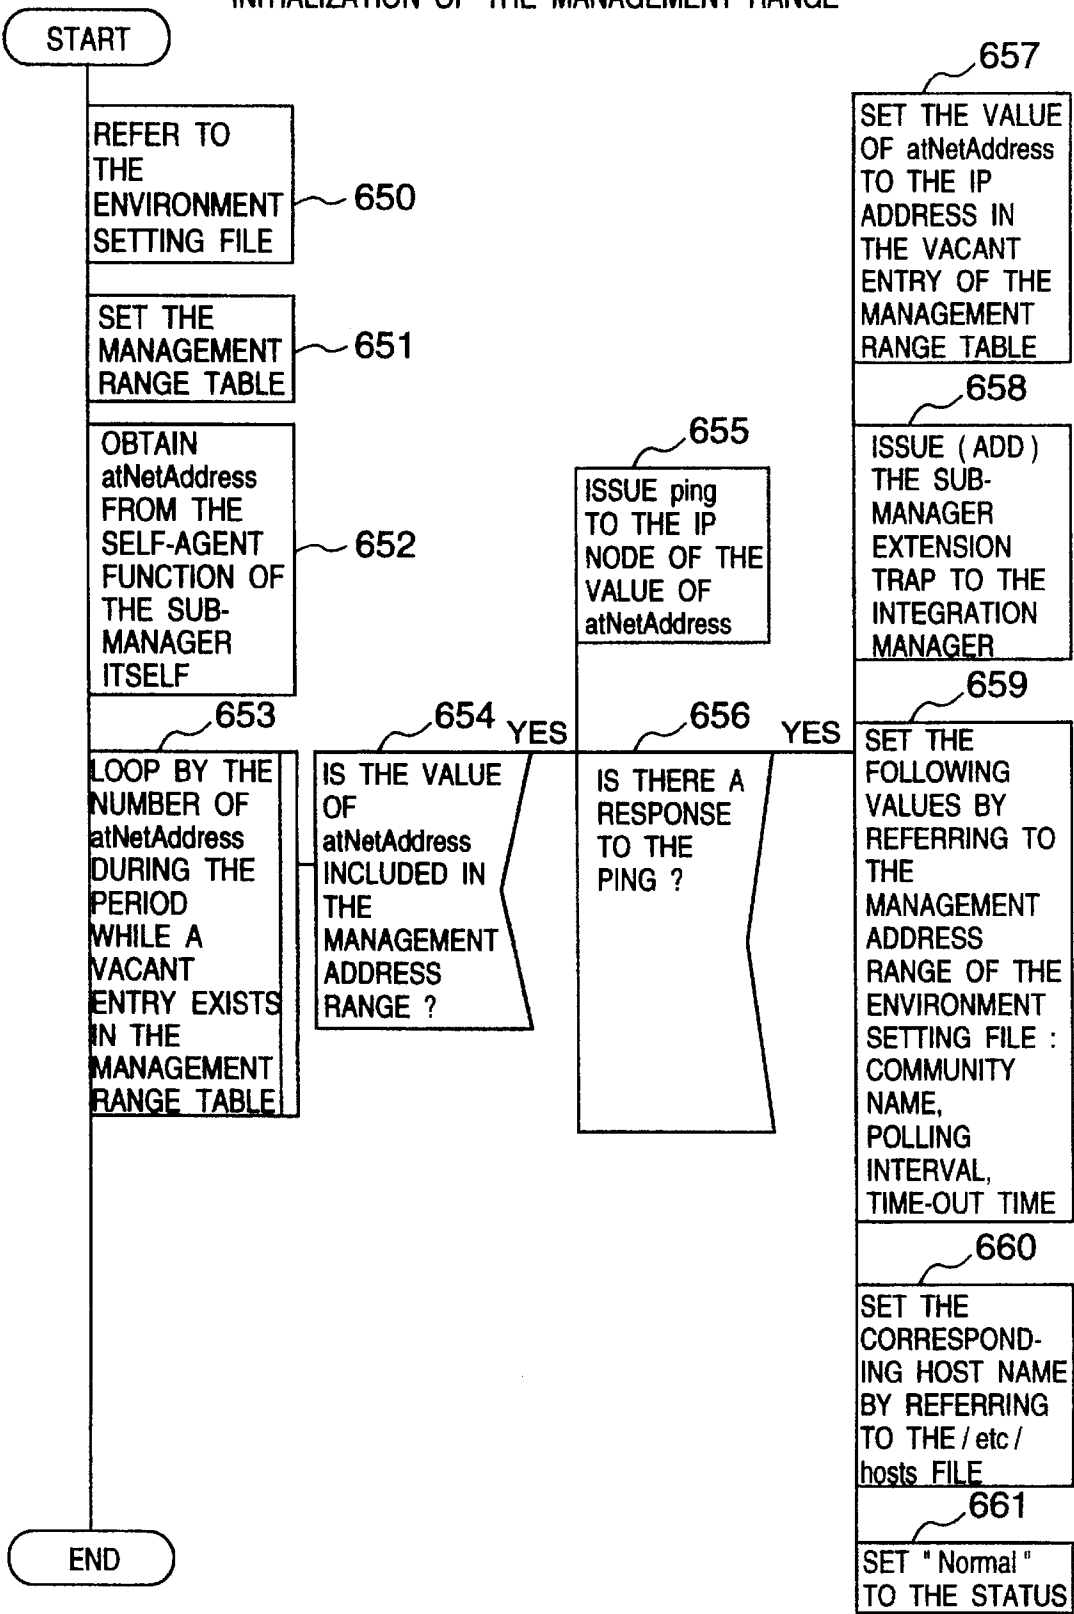 INITIALIZATION OF THE MANAGEMENT RANGE
START
REFER TO
THE
ENVIRONMENT
SETTING FILE
650
SET THE
MANAGEMENT
RANGE TABLE
651
OBTAIN
atNetAddress
FROM THE
SELF-AGENT
FUNCTION OF
THE SUB-
MANAGER
ITSELF
652
653
LOOP BY THE
NUMBER OF
atNetAddress
DURING THE
PERIOD
WHILE A
VACANT
ENTRY EXISTS
IN THE
MANAGEMENT
RANGE TABLE
654
IS THE VALUE
OF
atNetAddress
INCLUDED IN
THE
MANAGEMENT
ADDRESS
RANGE ?
YES
655
ISSUE ping
TO THE IP
NODE OF THE
VALUE OF
atNetAddress
656
IS THERE A
RESPONSE
TO THE
PING ?
YES
657
SET THE VALUE
OF atNetAddress
TO THE IP
ADDRESS IN
THE VACANT
ENTRY OF THE
MANAGEMENT
RANGE TABLE
658
ISSUE ( ADD )
THE SUB-
MANAGER
EXTENSION
TRAP TO THE
INTEGRATION
MANAGER
659
SET THE
FOLLOWING
VALUES BY
REFERRING TO
THE
MANAGEMENT
ADDRESS
RANGE OF THE
ENVIRONMENT
SETTING FILE :
COMMUNITY
NAME,
POLLING
INTERVAL,
TIME-OUT TIME
660
SET THE
CORRESPOND-
ING HOST NAME
BY REFERRING
TO THE / etc /
hosts FILE
661
SET " Normal "
TO THE STATUS
END